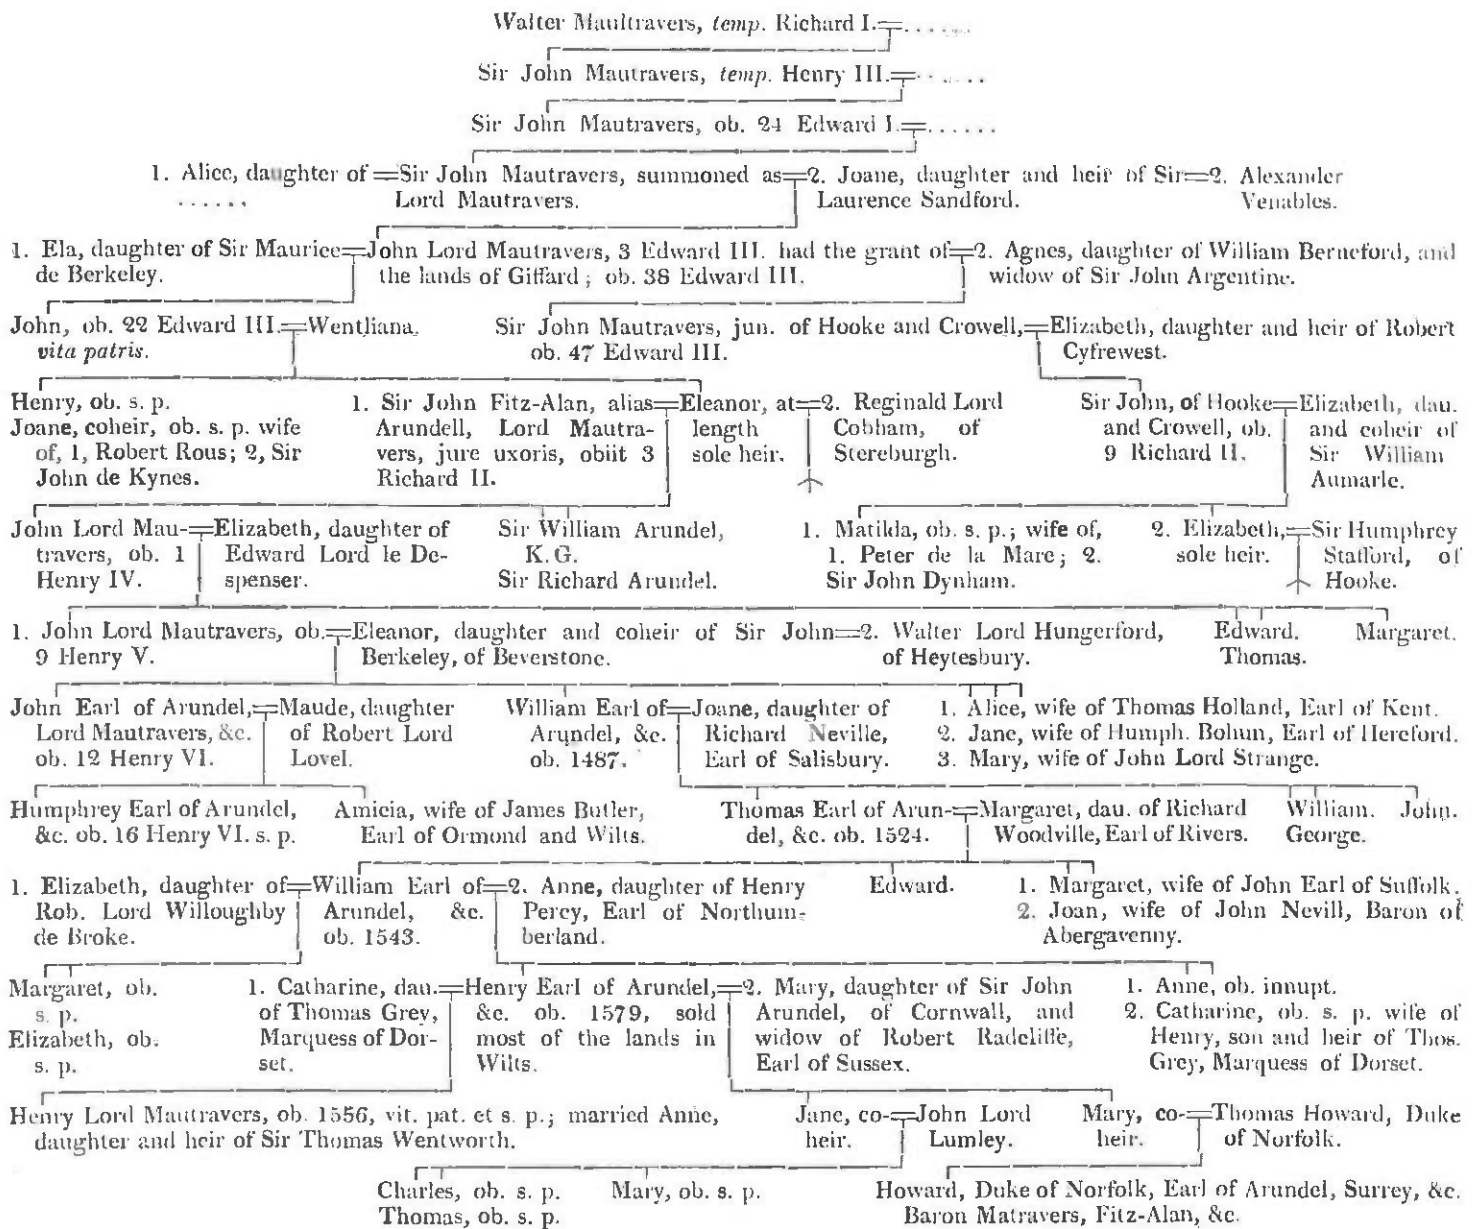 Walter Maultravers, temp. Richard I.=......
Sir John Mautravers, temp. Henry III.=......
Sir John Mautravers, ob. 24 Edward I.=......
1. Alice, daughter of =Sir John Mautravers, summoned as=2. Joane, daughter and heir of Sir=2. Alexander
...... Lord Mautravers. Laurence Sandford. Venables.
1. Ela, daughter of Sir Maurice=John Lord Mautravers, 3 Edward III. had the grant of=2. Agnes, daughter of William Berneford, and
de Berkeley. the lands of Giffard; ob. 38 Edward III. widow of Sir John Argentine.
John, ob. 22 Edward III.=Wentliana. Sir John Mautravers, jun. of Hooke and Crowell,=Elizabeth, daughter and heir of Robert
vita patris. ob. 47 Edward III. Cyfrewest.
Henry, ob. s. p. 1. Sir John Fitz-Alan, alias=Eleanor, at=2. Reginald Lord Sir John, of Hooke=Elizabeth, dau.
Joane, coheir, ob. s. p. wife Arundell, Lord Mautra- length Cobham, of and Crowell, ob. and coheir of
of, 1, Robert Rous; 2, Sir vers, jure uxoris, obiit 3 sole heir. Stereburgh. 9 Richard II. Sir William
John de Kynes. Richard II. Aumarle.
John Lord Mau-=Elizabeth, daughter of Sir William Arundel, 1. Matilda, ob. s. p.; wife of, 2. Elizabeth,=Sir Humphrey
travers, ob. 1 Edward Lord le De- K. G. 1. Peter de la Mare; 2. sole heir. Stafford, of
Henry IV. spenser. Sir Richard Arundel. Sir John Dynham. Hooke.
1. John Lord Mautravers, ob.=Eleanor, daughter and coheir of Sir John=2. Walter Lord Hungerford, Edward. Margaret.
9 Henry V. Berkeley, of Beverstone. of Heytesbury. Thomas.
John Earl of Arundel,=Maude, daughter William Earl of=Joane, daughter of 1. Alice, wife of Thomas Holland, Earl of Kent.
Lord Mautravers, &c. of Robert Lord Arundel, &c. Richard Neville, 2. Jane, wife of Humph. Bohun, Earl of Hereford.
ob. 12 Henry VI. Lovel. ob. 1487. Earl of Salisbury. 3. Mary, wife of John Lord Strange.
Humphrey Earl of Arundel, Amicia, wife of James Butler, Thomas Earl of Arun-=Margaret, dau. of Richard William. John.
&c. ob. 16 Henry VI. s. p. Earl of Ormond and Wilts. del, &c. ob. 1524. Woodville, Earl of Rivers. George.
1. Elizabeth, daughter of=William Earl of=2. Anne, daughter of Henry Edward. 1. Margaret, wife of John Earl of Suffolk.
Rob. Lord Willoughby Arundel, &c. Percy, Earl of Northum- 2. Joan, wife of John Nevill, Baron of
de Broke. ob. 1543. berland. Abergavenny.
Margaret, ob. 1. Catharine, dau.=Henry Earl of Arundel,=2. Mary, daughter of Sir John 1. Anne, ob. innupt.
s. p. of Thomas Grey, &c. ob. 1579, sold Arundel, of Cornwall, and 2. Catharine, ob. s. p. wife of
Elizabeth, ob. Marquess of Dor- most of the lands in widow of Robert Radcliffe, Henry, son and heir of Thos.
s. p. set. Wilts. Earl of Sussex. Grey, Marquess of Dorset.
Henry Lord Mautravers, ob. 1556, vit. pat. et s. p.; married Anne, Jane, co-=John Lord Mary, co-=Thomas Howard, Duke
daughter and heir of Sir Thomas Wentworth. heir. Lumley. heir. of Norfolk.
Charles, ob. s. p. Mary, ob. s. p. Howard, Duke of Norfolk, Earl of Arundel, Surrey, &c.
Thomas, ob. s. p. Baron Matravers, Fitz-Alan, &c.